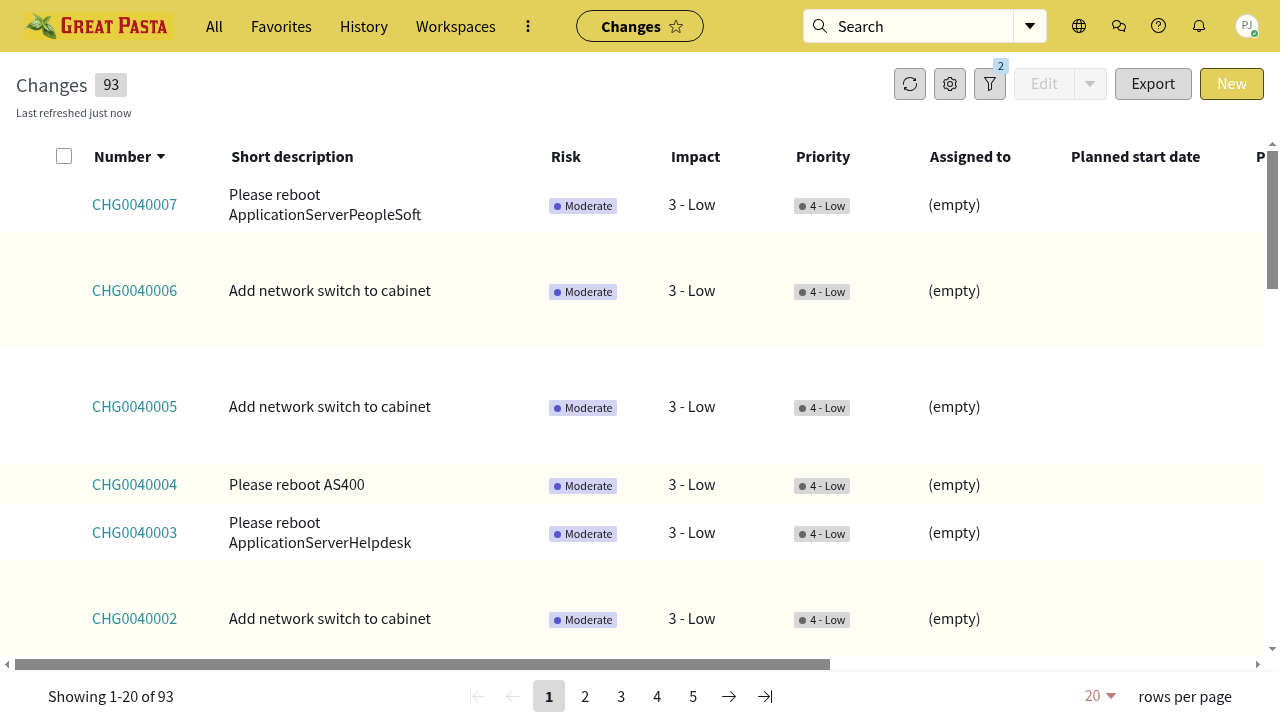 GREAT PASTA All Favorites History Workspaces Changes Search PJ
Changes 93 2 Edit Export New
Last refreshed just now
Number Short description Risk Impact Priority Assigned to Planned start date P
CHG0040007 Please reboot ApplicationServerPeopleSoft Moderate 3 - Low 4 - Low (empty)
CHG0040006 Add network switch to cabinet Moderate 3 - Low 4 - Low (empty)
CHG0040005 Add network switch to cabinet Moderate 3 - Low 4 - Low (empty)
CHG0040004 Please reboot AS400 Moderate 3 - Low 4 - Low (empty)
CHG0040003 Please reboot ApplicationServerHelpdesk Moderate 3 - Low 4 - Low (empty)
CHG0040002 Add network switch to cabinet Moderate 3 - Low 4 - Low (empty)
Showing 1-20 of 93 1 2 3 4 5 20 rows per page